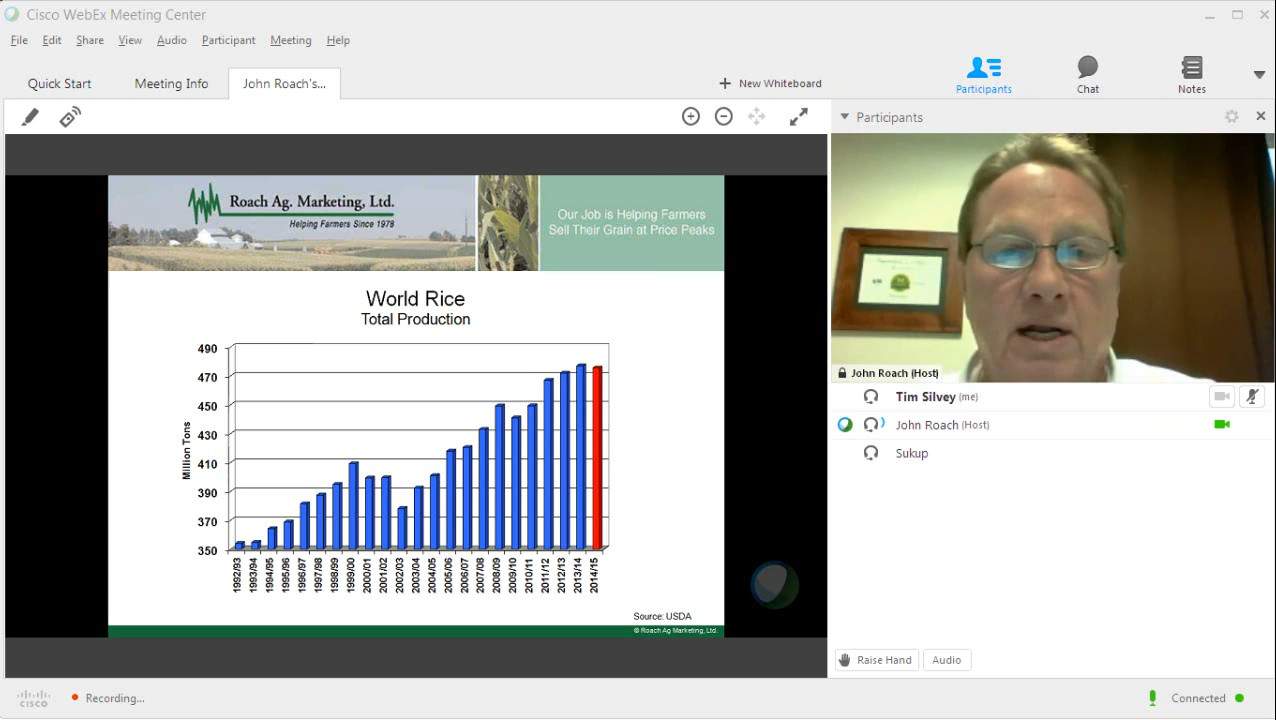 Cisco WebEx Meeting Center
File Edit Share View Audio Participant Meeting Help
Quick Start Meeting Info John Roach's... + New Whiteboard
Participants Chat Notes
Participants
Roach Ag. Marketing, Ltd.
Helping Farmers Since 1978
Our Job is Helping Farmers
Sell Their Grain at Price Peaks
World Rice
Total Production
Million Tons
490
470
450
430
410
390
370
350
1992/93 1993/94 1994/95 1995/96 1996/97 1997/98 1998/99 1999/00 2000/01 2001/02 2002/03 2003/04 2004/05 2005/06 2006/07 2007/08 2008/09 2009/10 2010/11 2011/12 2012/13 2013/14 2014/15
Source: USDA
© Roach Ag Marketing, Ltd.
John Roach (Host)
Tim Silvey (me)
John Roach (Host)
Sukup
Raise Hand Audio
CISCO
Recording...
Connected